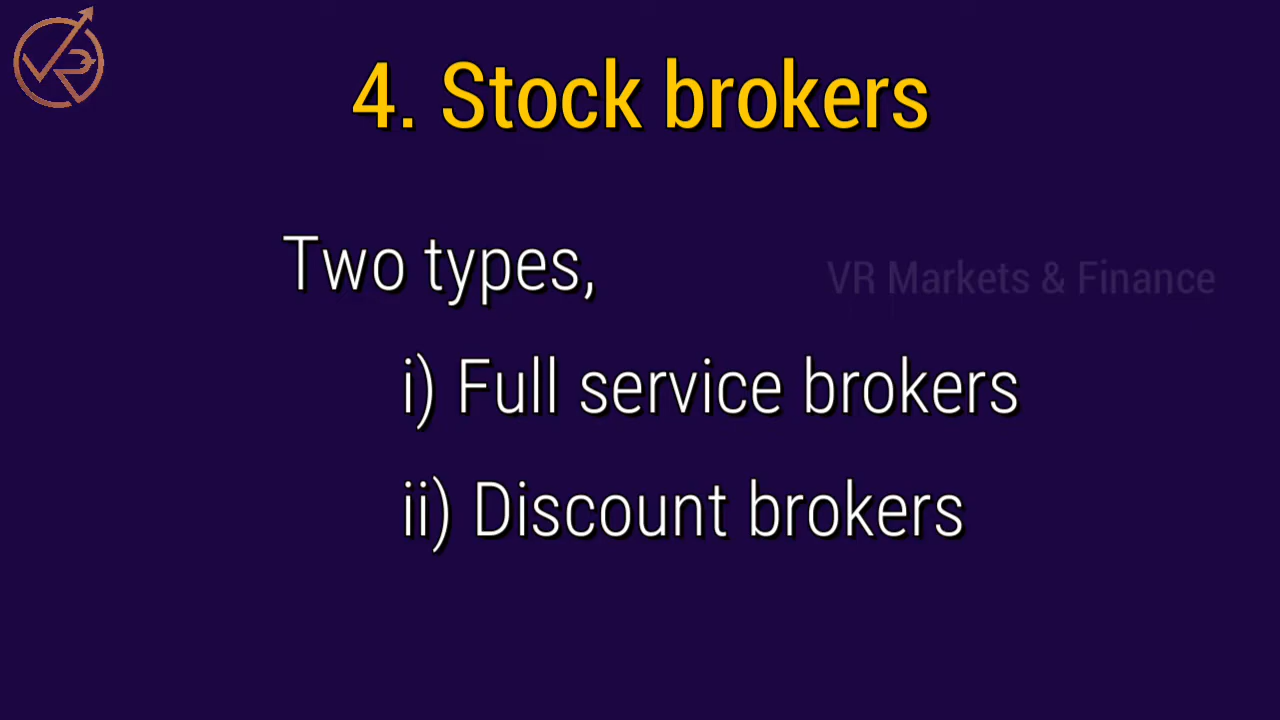 4. Stock brokers
Two types,
VR Markets & Finance
i) Full service brokers
ii) Discount brokers